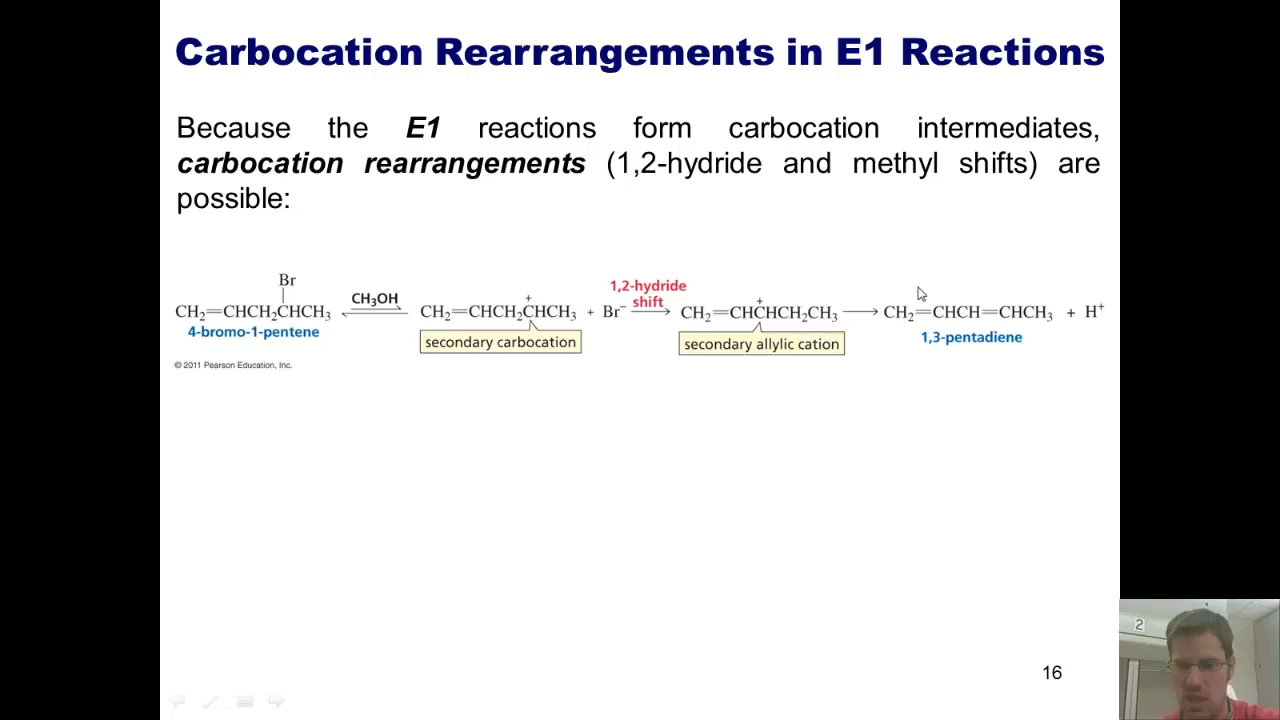 Carbocation Rearrangements in E1 Reactions
Because the E1 reactions form carbocation intermediates,
carbocation rearrangements (1,2-hydride and methyl shifts) are
possible:
Br
CH₂=CHCH₂CHCH₃
4-bromo-1-pentene
CH₃OH
+
CH₂=CHCH₂CHCH₃ + Br⁻
secondary carbocation
1,2-hydride
shift
+
CH₂=CHCHCH₂CH₃
secondary allylic cation
CH₂=CHCH=CHCH₃ + H⁺
1,3-pentadiene
© 2011 Pearson Education, Inc.
2
16